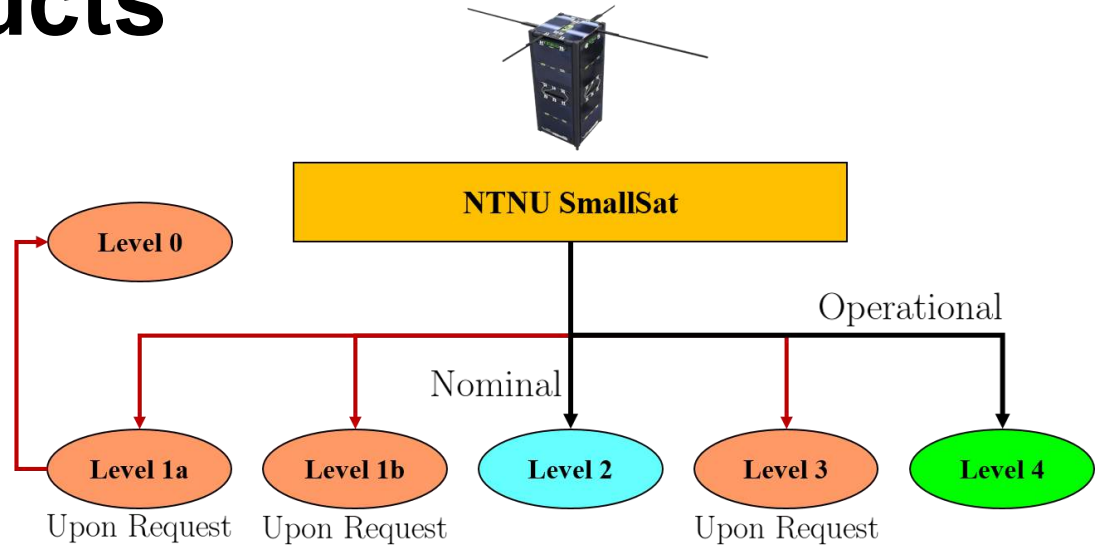 NTNU SmallSat
Level 0
Operational
Nominal
Level 1a
Level 1b
Level 2
Level 3
Level 4
Upon Request
Upon Request
Upon Request